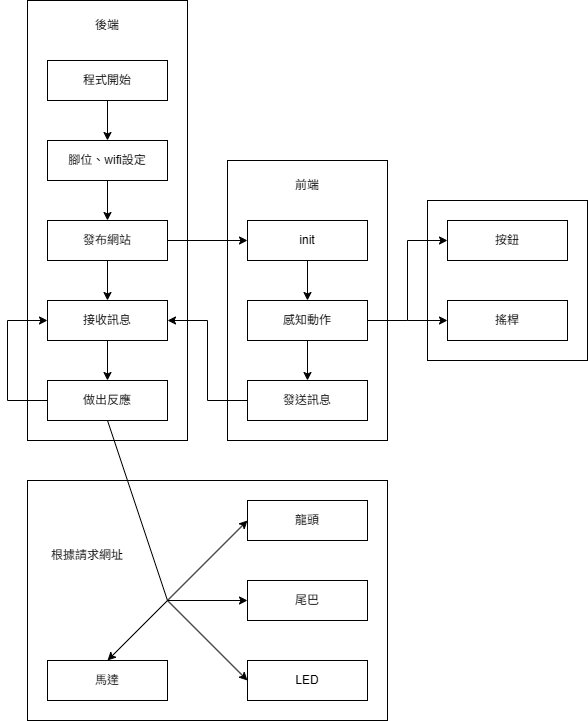 後端
程式開始
腳位、wifi設定
發布網站
接收訊息
做出反應
前端
init
感知動作
發送訊息
按鈕
搖桿
根據請求網址
龍頭
尾巴
馬達
LED